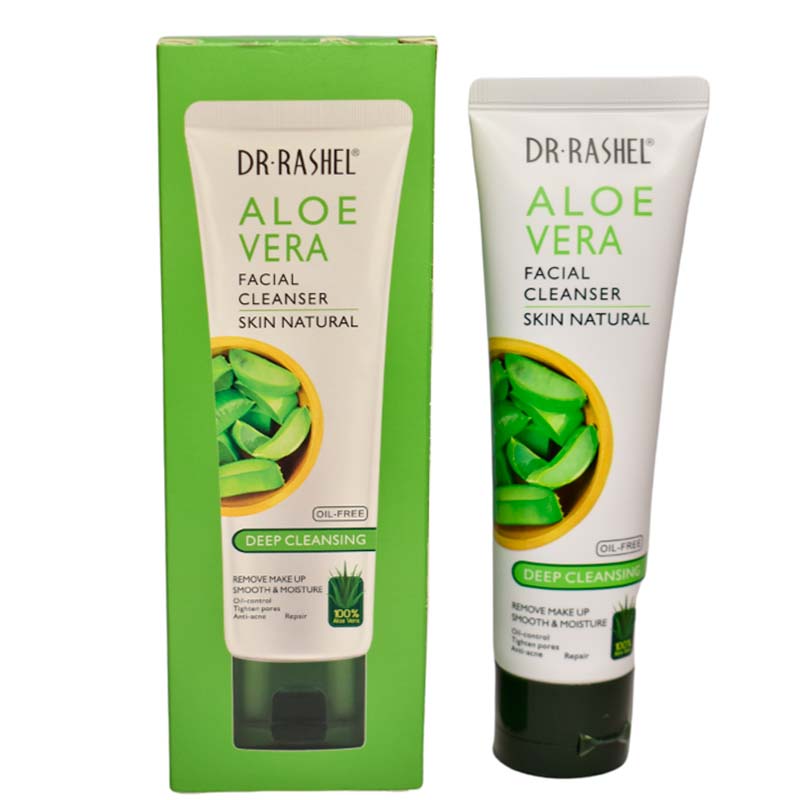 DR·RASHEL®
ALOE
VERA
FACIAL
CLEANSER
SKIN NATURAL
OIL-FREE
DEEP CLEANSING
REMOVE MAKE UP
SMOOTH & MOISTURE
Oil-control
Tighten pores
Anti-acne Repair
100%
Aloe Vera
DR·RASHEL®
ALOE
VERA
FACIAL
CLEANSER
SKIN NATURAL
OIL-FREE
DEEP CLEANSING
REMOVE MAKE UP
SMOOTH & MOISTURE
Oil-control
Tighten pores
Anti-acne Repair
100%
Aloe Vera